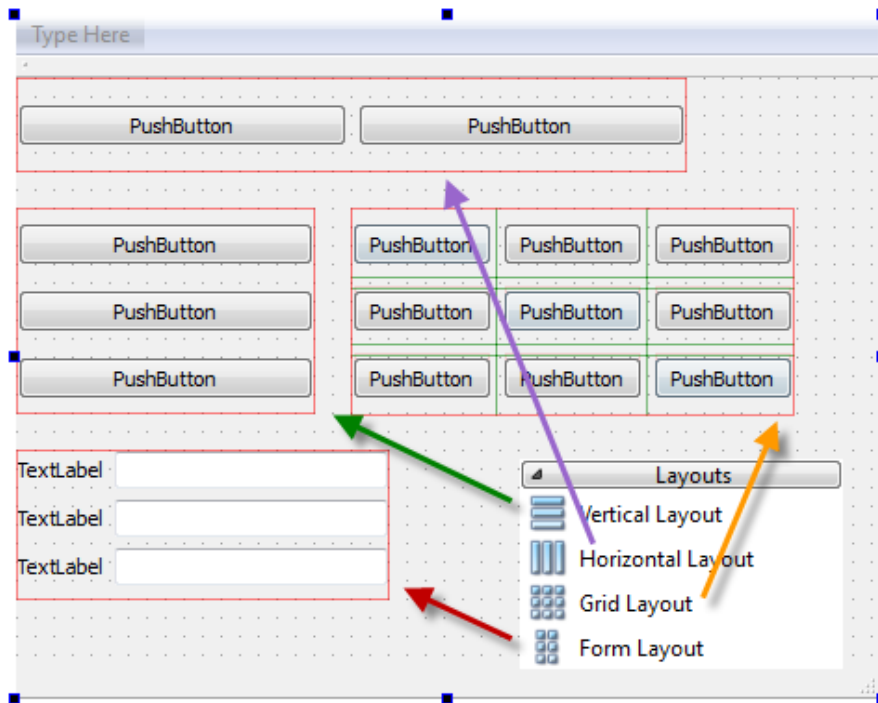 Type Here
PushButton PushButton
PushButton PushButton PushButton PushButton
PushButton PushButton PushButton PushButton
PushButton PushButton PushButton PushButton
TextLabel
TextLabel
TextLabel
Layouts
Vertical Layout
Horizontal Layout
Grid Layout
Form Layout